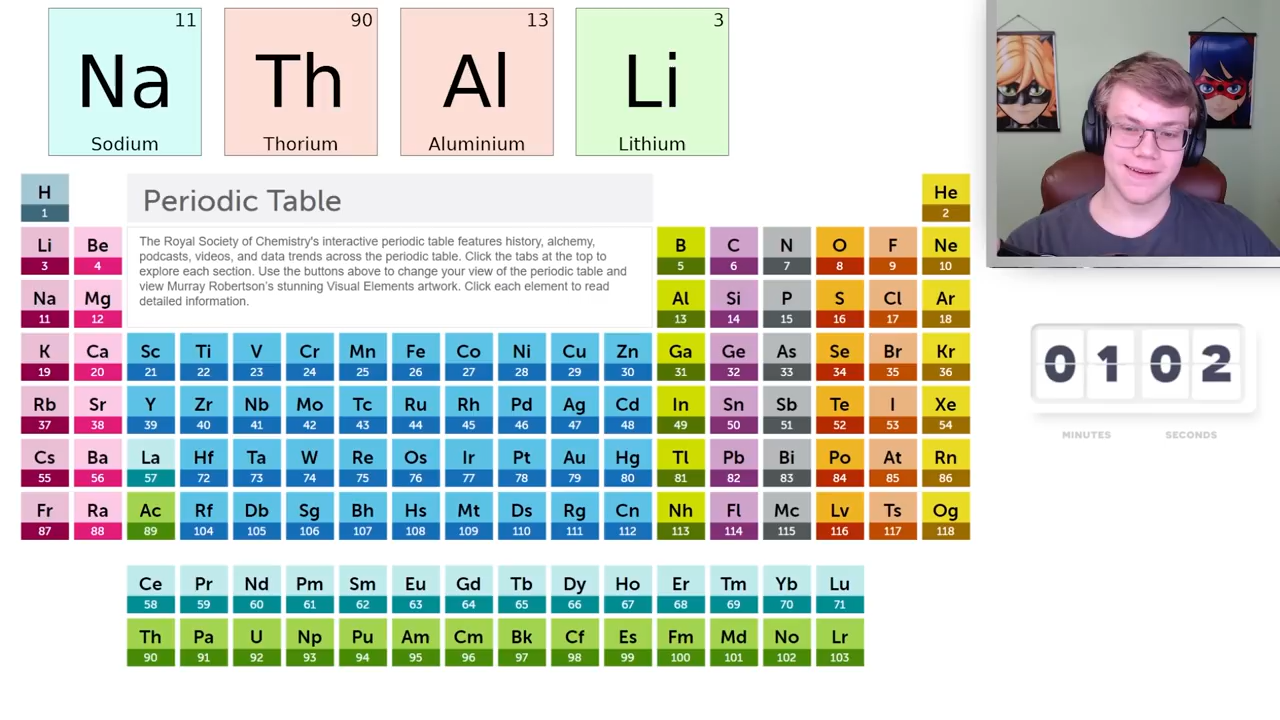 11 90 13 3
Na Th Al Li
Sodium Thorium Aluminium Lithium
H Periodic Table He
1 2
Li Be B C N O F Ne
3 4 5 6 7 8 9 10
The Royal Society of Chemistry's interactive periodic table features history, alchemy,
podcasts, videos, and data trends across the periodic table. Click the tabs at the top to
explore each section. Use the buttons above to change your view of the periodic table and
view Murray Robertson's stunning Visual Elements artwork. Click each element to read
detailed information.
Na Mg Al Si P S Cl Ar
11 12 13 14 15 16 17 18
K Ca Sc Ti V Cr Mn Fe Co Ni Cu Zn Ga Ge As Se Br Kr
19 20 21 22 23 24 25 26 27 28 29 30 31 32 33 34 35 36
Rb Sr Y Zr Nb Mo Tc Ru Rh Pd Ag Cd In Sn Sb Te I Xe
37 38 39 40 41 42 43 44 45 46 47 48 49 50 51 52 53 54
Cs Ba La Hf Ta W Re Os Ir Pt Au Hg Tl Pb Bi Po At Rn
55 56 57 72 73 74 75 76 77 78 79 80 81 82 83 84 85 86
Fr Ra Ac Rf Db Sg Bh Hs Mt Ds Rg Cn Nh Fl Mc Lv Ts Og
87 88 89 104 105 106 107 108 109 110 111 112 113 114 115 116 117 118
Ce Pr Nd Pm Sm Eu Gd Tb Dy Ho Er Tm Yb Lu
58 59 60 61 62 63 64 65 66 67 68 69 70 71
Th Pa U Np Pu Am Cm Bk Cf Es Fm Md No Lr
90 91 92 93 94 95 96 97 98 99 100 101 102 103
01 02
MINUTES SECONDS